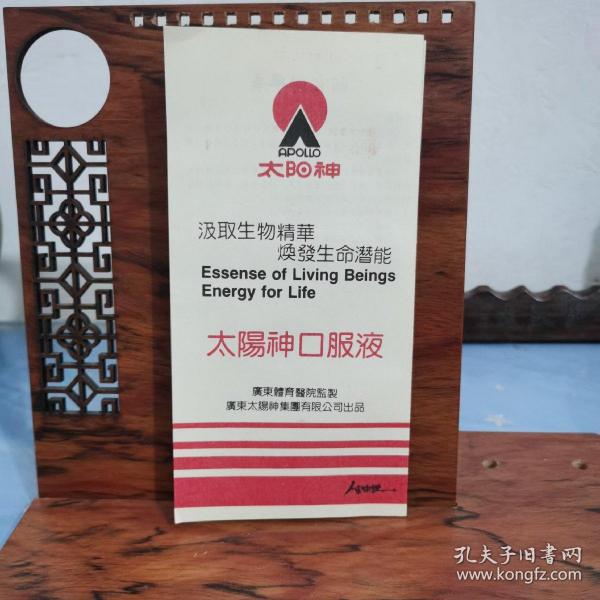 APOLLO
太阳神
汲取生物精華
煥發生命潛能
Essense of Living Beings
Energy for Life
太陽神口服液
廣東體育醫院監製
廣東太陽神集團有限公司出品
孔夫子旧书网
www.kongfz.com